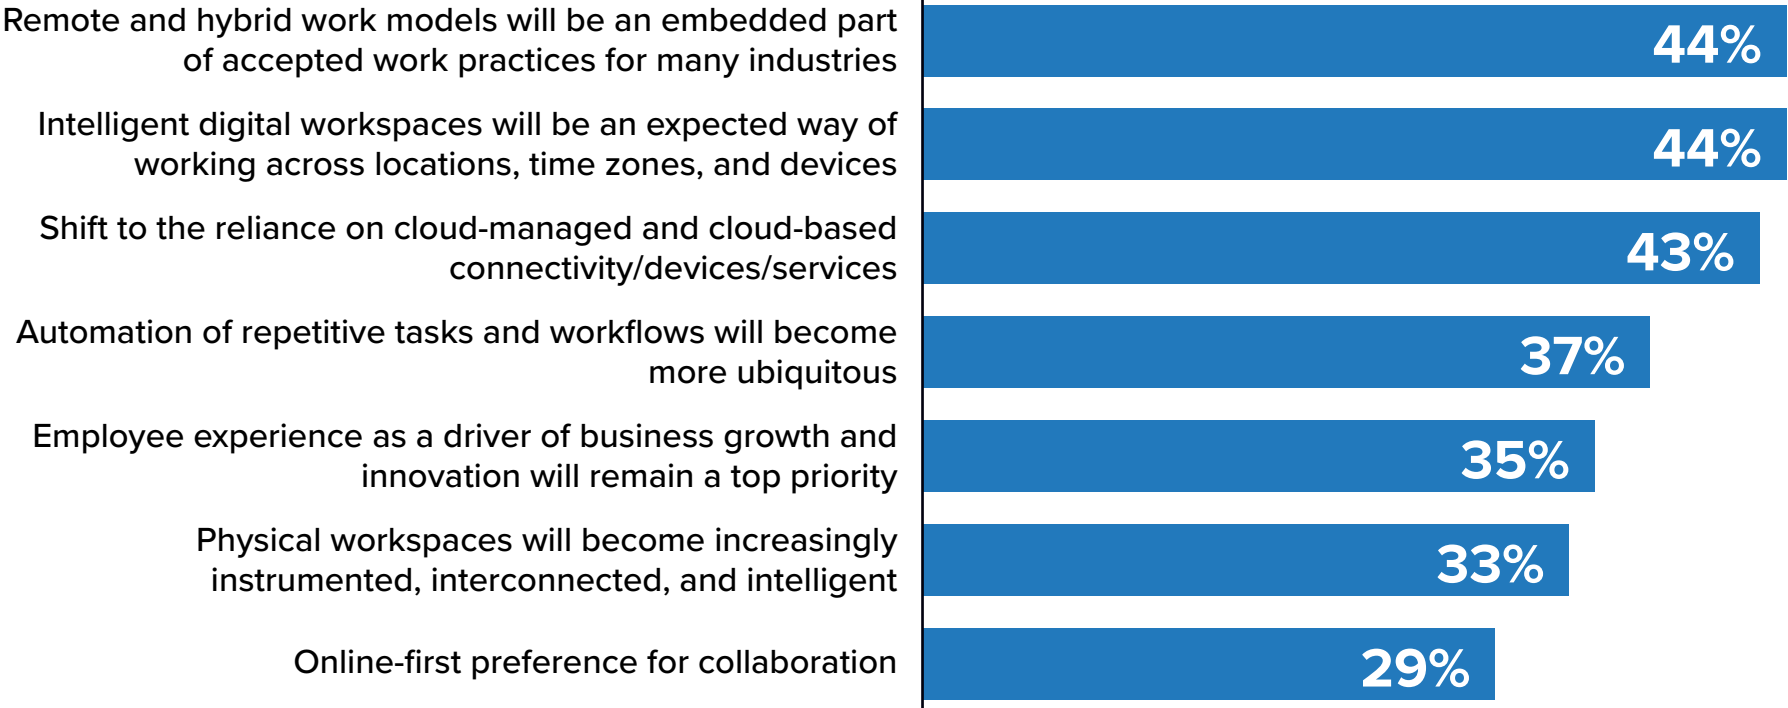 Remote and hybrid work models will be an embedded part
of accepted work practices for many industries
44%
Intelligent digital workspaces will be an expected way of
working across locations, time zones, and devices
44%
Shift to the reliance on cloud-managed and cloud-based
connectivity/devices/services
43%
Automation of repetitive tasks and workflows will become
more ubiquitous
37%
Employee experience as a driver of business growth and
innovation will remain a top priority
35%
Physical workspaces will become increasingly
instrumented, interconnected, and intelligent
33%
Online-first preference for collaboration
29%